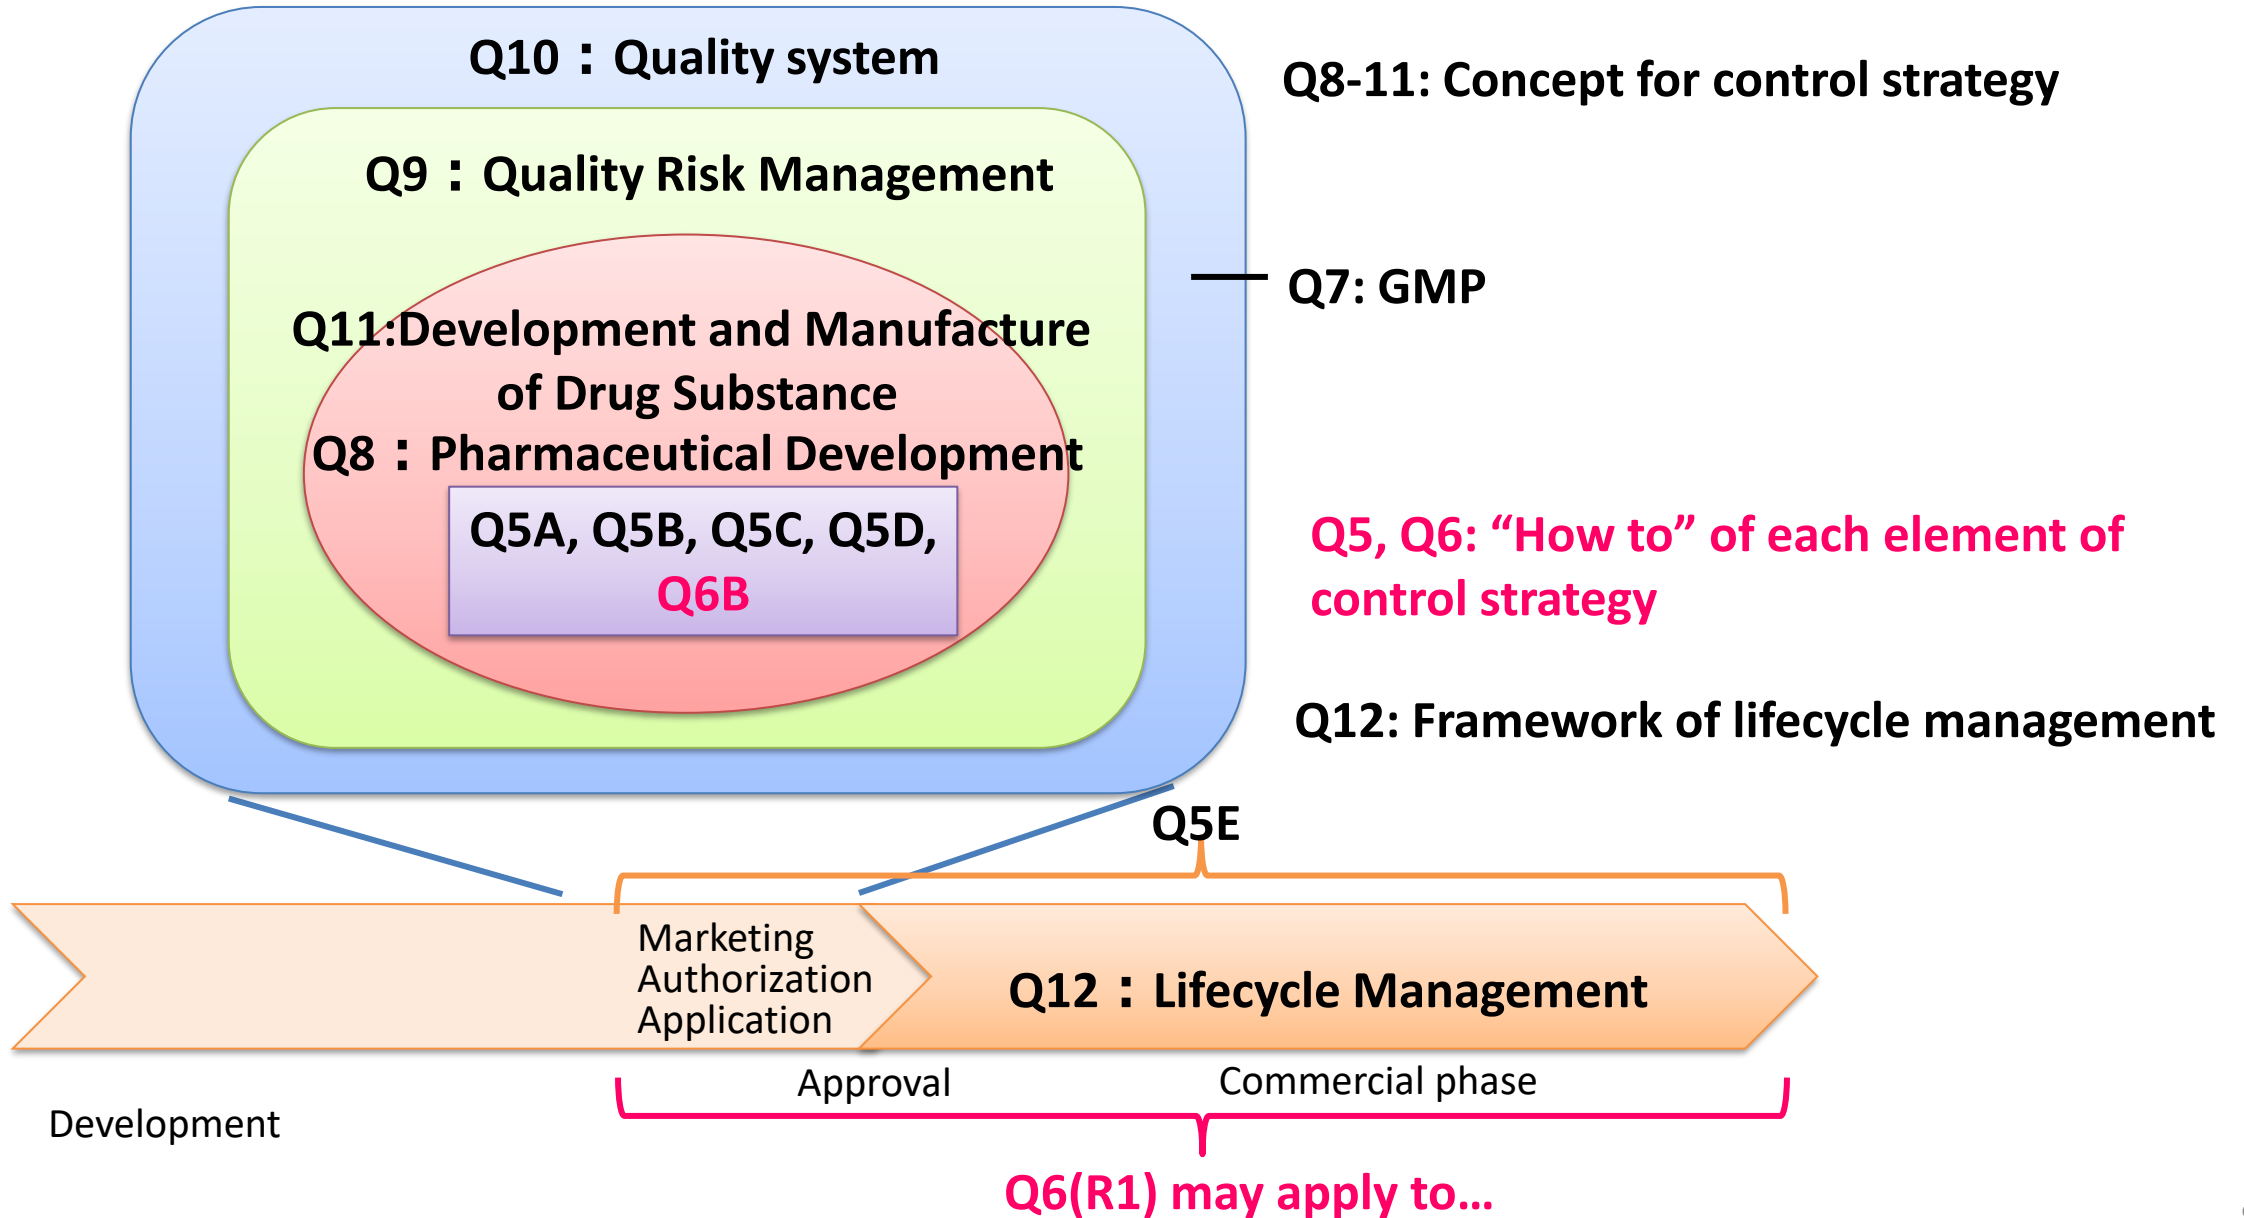 Q10：Quality system
Q8-11: Concept for control strategy
Q9：Quality Risk Management
Q7: GMP
Q11:Development and Manufacture
of Drug Substance
Q8：Pharmaceutical Development
Q5A, Q5B, Q5C, Q5D,
Q6B
Q5, Q6: “How to” of each element of
control strategy
Q12: Framework of lifecycle management
Q5E
Marketing
Authorization
Application
Q12：Lifecycle Management
Approval
Commercial phase
Development
Q6(R1) may apply to…